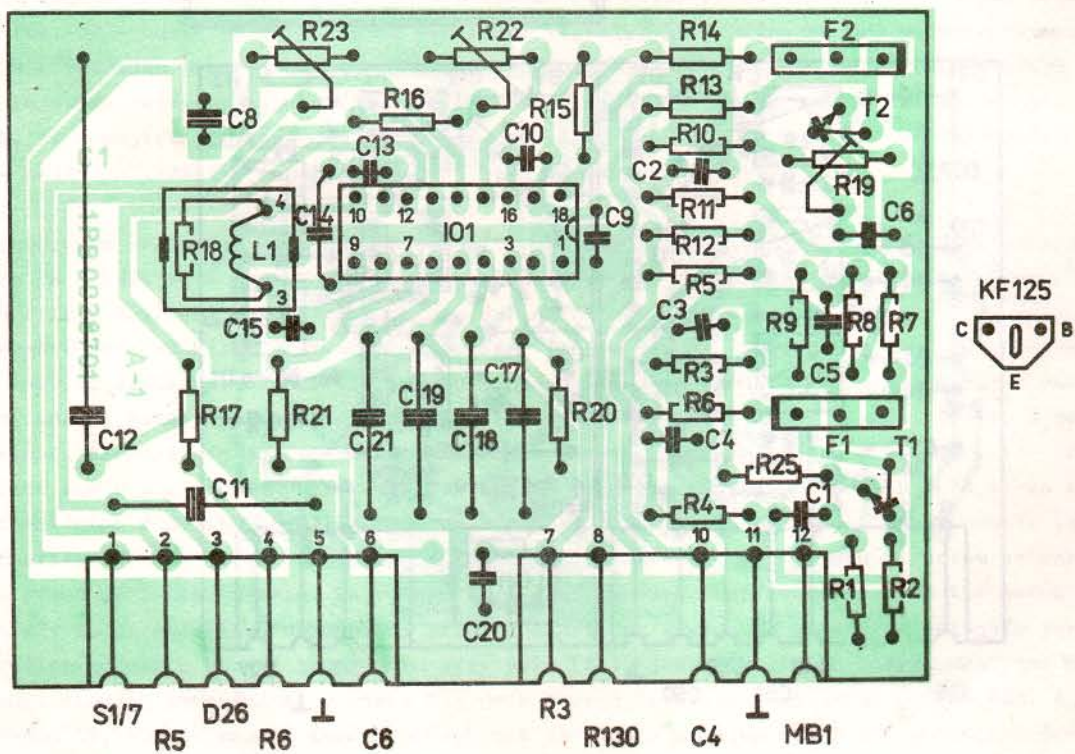 R23
R22
R14
F2
R13
R15
R16
C8
C10
T2
R10
C13
C2
R19
4
R11
10
12
16
18
C14
C9
C6
IO1
R18
L1
R12
9
7
3
1
3
R5
KF125
C3
C15
R9
R8
R7
C
B
C5
E
C17
R3
R17
R21
C19
R20
R6
C12
C21
C18
C4
F1
T1
A-1
R25
C11
R4
C1
1
2
3
4
5
6
7
8
10
11
12
C20
R1
R2
S1/7
D26
⊥
C6
R3
⊥
MB1
R5
R6
R130
C4